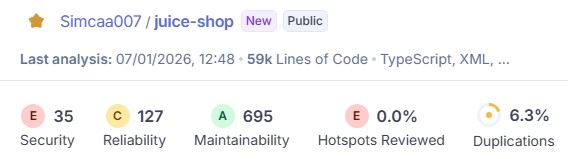 Simcaa007 / juice-shop New Public
Last analysis: 07/01/2026, 12:48 • 59k Lines of Code • TypeScript, XML, ...
E 35 C 127 A 695 E 0.0% 6.3%
Security Reliability Maintainability Hotspots Reviewed Duplications